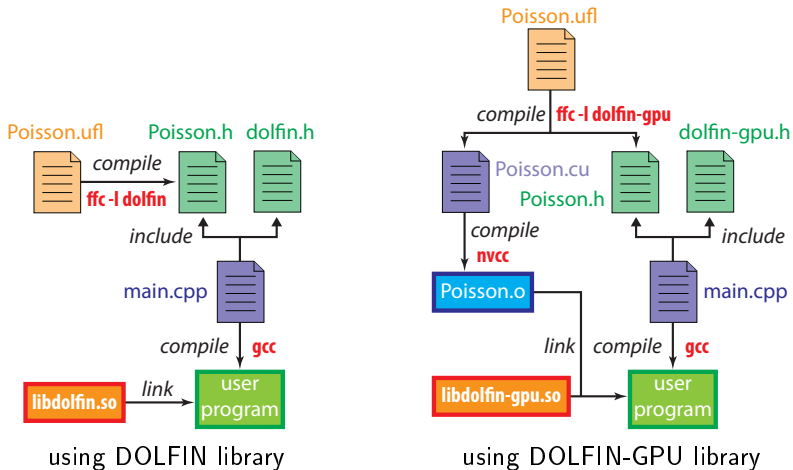 Poisson.ufl
compile
ffc -l dolfin-gpu
Poisson.ufl
Poisson.h
dolfin.h
dolfin-gpu.h
compile
ffc -l dolfin
Poisson.cu
Poisson.h
include
compile
include
nvcc
main.cpp
Poisson.o
main.cpp
compile
gcc
link
compile
gcc
libdolfin.so
link
user
program
libdolfin-gpu.so
user
program
using DOLFIN library
using DOLFIN-GPU library